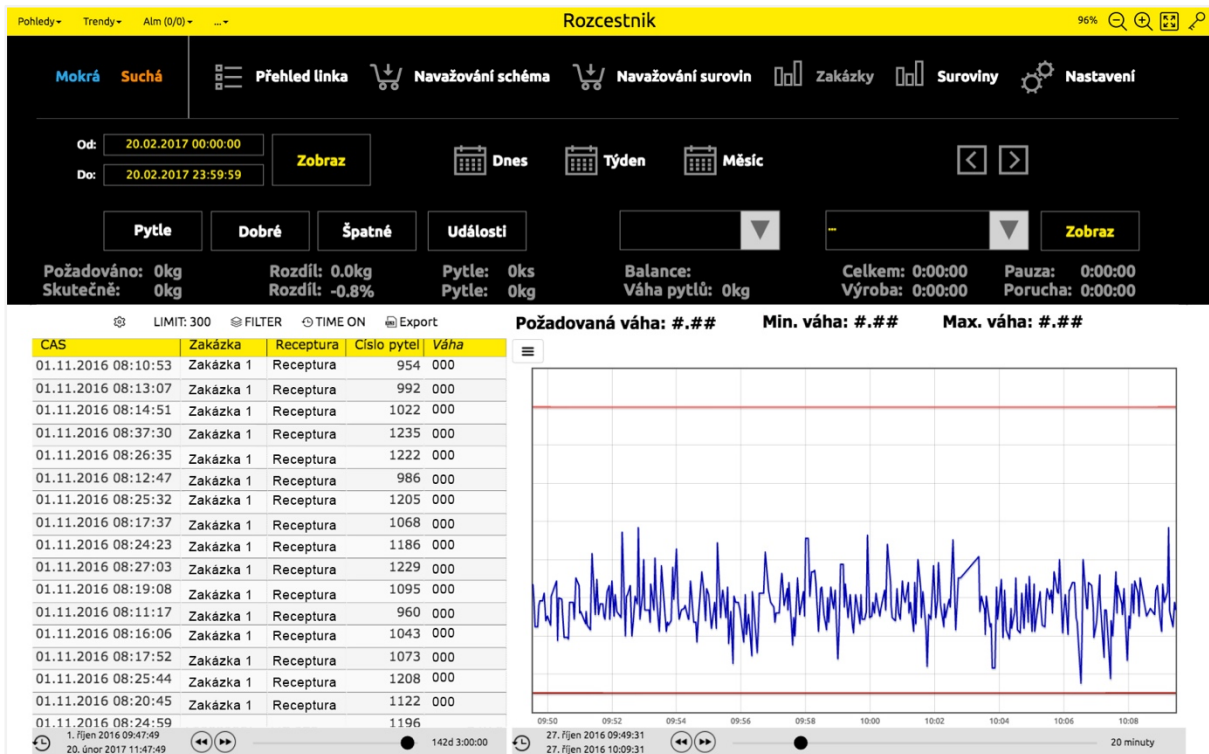 Pohledy Trendy Alm (0/0) ... Rozcestnik 96%
Mokrá Suchá Přehled linka Navažování schéma Navažování surovin Zakázky Suroviny Nastavení
Od: 20.02.2017 00:00:00
Do: 20.02.2017 23:59:59
Zobraz Dnes Týden Měsíc
Pytle Dobré Špatné Události ... Zobraz
Požadováno: 0kg Rozdíl: 0.0kg Pytle: 0ks Balance: Celkem: 0:00:00 Pauza: 0:00:00
Skutečně: 0kg Rozdíl: -0.8% Pytle: 0kg Váha pytlů: 0kg Výroba: 0:00:00 Porucha: 0:00:00
LIMIT: 300 FILTER TIME ON Export
Požadovaná váha: #.## Min. váha: #.## Max. váha: #.##
CAS Zakázka Receptura Císlo pytel Váha
01.11.2016 08:10:53 Zakázka 1 Receptura 954 000
01.11.2016 08:13:07 Zakázka 1 Receptura 992 000
01.11.2016 08:14:51 Zakázka 1 Receptura 1022 000
01.11.2016 08:37:30 Zakázka 1 Receptura 1235 000
01.11.2016 08:26:35 Zakázka 1 Receptura 1222 000
01.11.2016 08:12:47 Zakázka 1 Receptura 986 000
01.11.2016 08:25:32 Zakázka 1 Receptura 1205 000
01.11.2016 08:17:37 Zakázka 1 Receptura 1068 000
01.11.2016 08:24:23 Zakázka 1 Receptura 1186 000
01.11.2016 08:27:03 Zakázka 1 Receptura 1229 000
01.11.2016 08:19:08 Zakázka 1 Receptura 1095 000
01.11.2016 08:11:17 Zakázka 1 Receptura 960 000
01.11.2016 08:16:06 Zakázka 1 Receptura 1043 000
01.11.2016 08:17:52 Zakázka 1 Receptura 1073 000
01.11.2016 08:25:44 Zakázka 1 Receptura 1208 000
01.11.2016 08:20:45 Zakázka 1 Receptura 1122 000
01.11.2016 08:24:59 1196
1. říjen 2016 09:47:49
20. únor 2017 11:47:49
142d 3:00:00
09:50 09:52 09:54 09:56 09:58 10:00 10:02 10:04 10:06 10:08
27. říjen 2016 09:49:31
27. říjen 2016 10:09:31
20 minuty